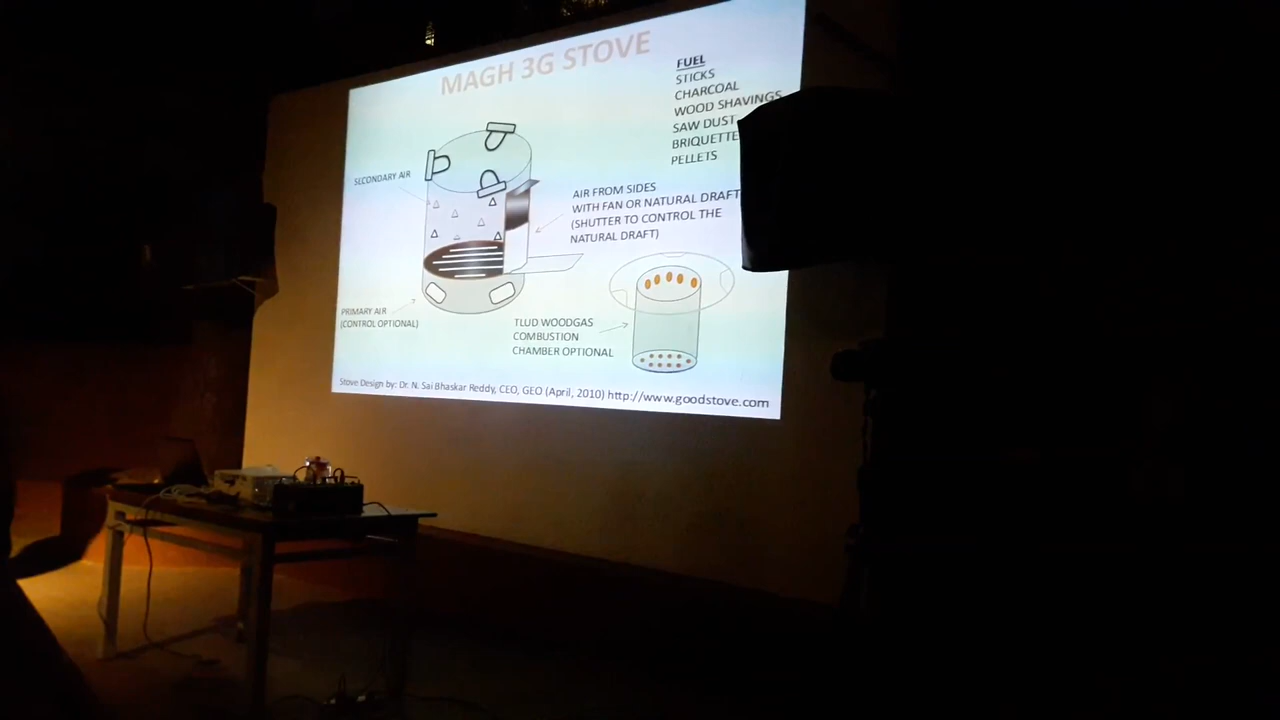 MAGH 3G STOVE
FUEL
STICKS
CHARCOAL
WOOD SHAVINGS
SAW DUST
BRIQUETTE
PELLETS
SECONDARY AIR
AIR FROM SIDES
WITH FAN OR NATURAL DRAFT
(SHUTTER TO CONTROL THE
NATURAL DRAFT)
PRIMARY AIR
(CONTROL OPTIONAL)
TLUD WOODGAS
COMBUSTION
CHAMBER OPTIONAL
Stove Design by: Dr. N. Sai Bhaskar Reddy, CEO, GEO (April, 2010) http://www.goodstove.com